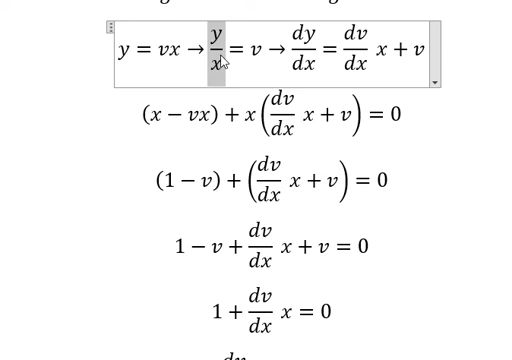 y = vx → y/x = v → dy/dx = dv/dx x + v
(x − vx) + x(dv/dx x + v) = 0
(1 − v) + (dv/dx x + v) = 0
1 − v + dv/dx x + v = 0
1 + dv/dx x = 0